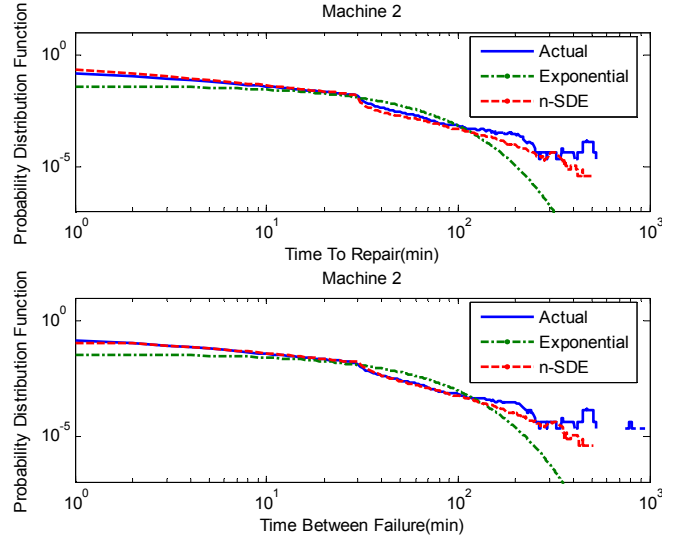 Machine 2
Probability Distribution Function
10^0
10^-5
Actual
Exponential
n-SDE
10^0
10^1
10^2
10^3
Time To Repair(min)
Machine 2
Probability Distribution Function
10^0
10^-5
Actual
Exponential
n-SDE
10^0
10^1
10^2
10^3
Time Between Failure(min)